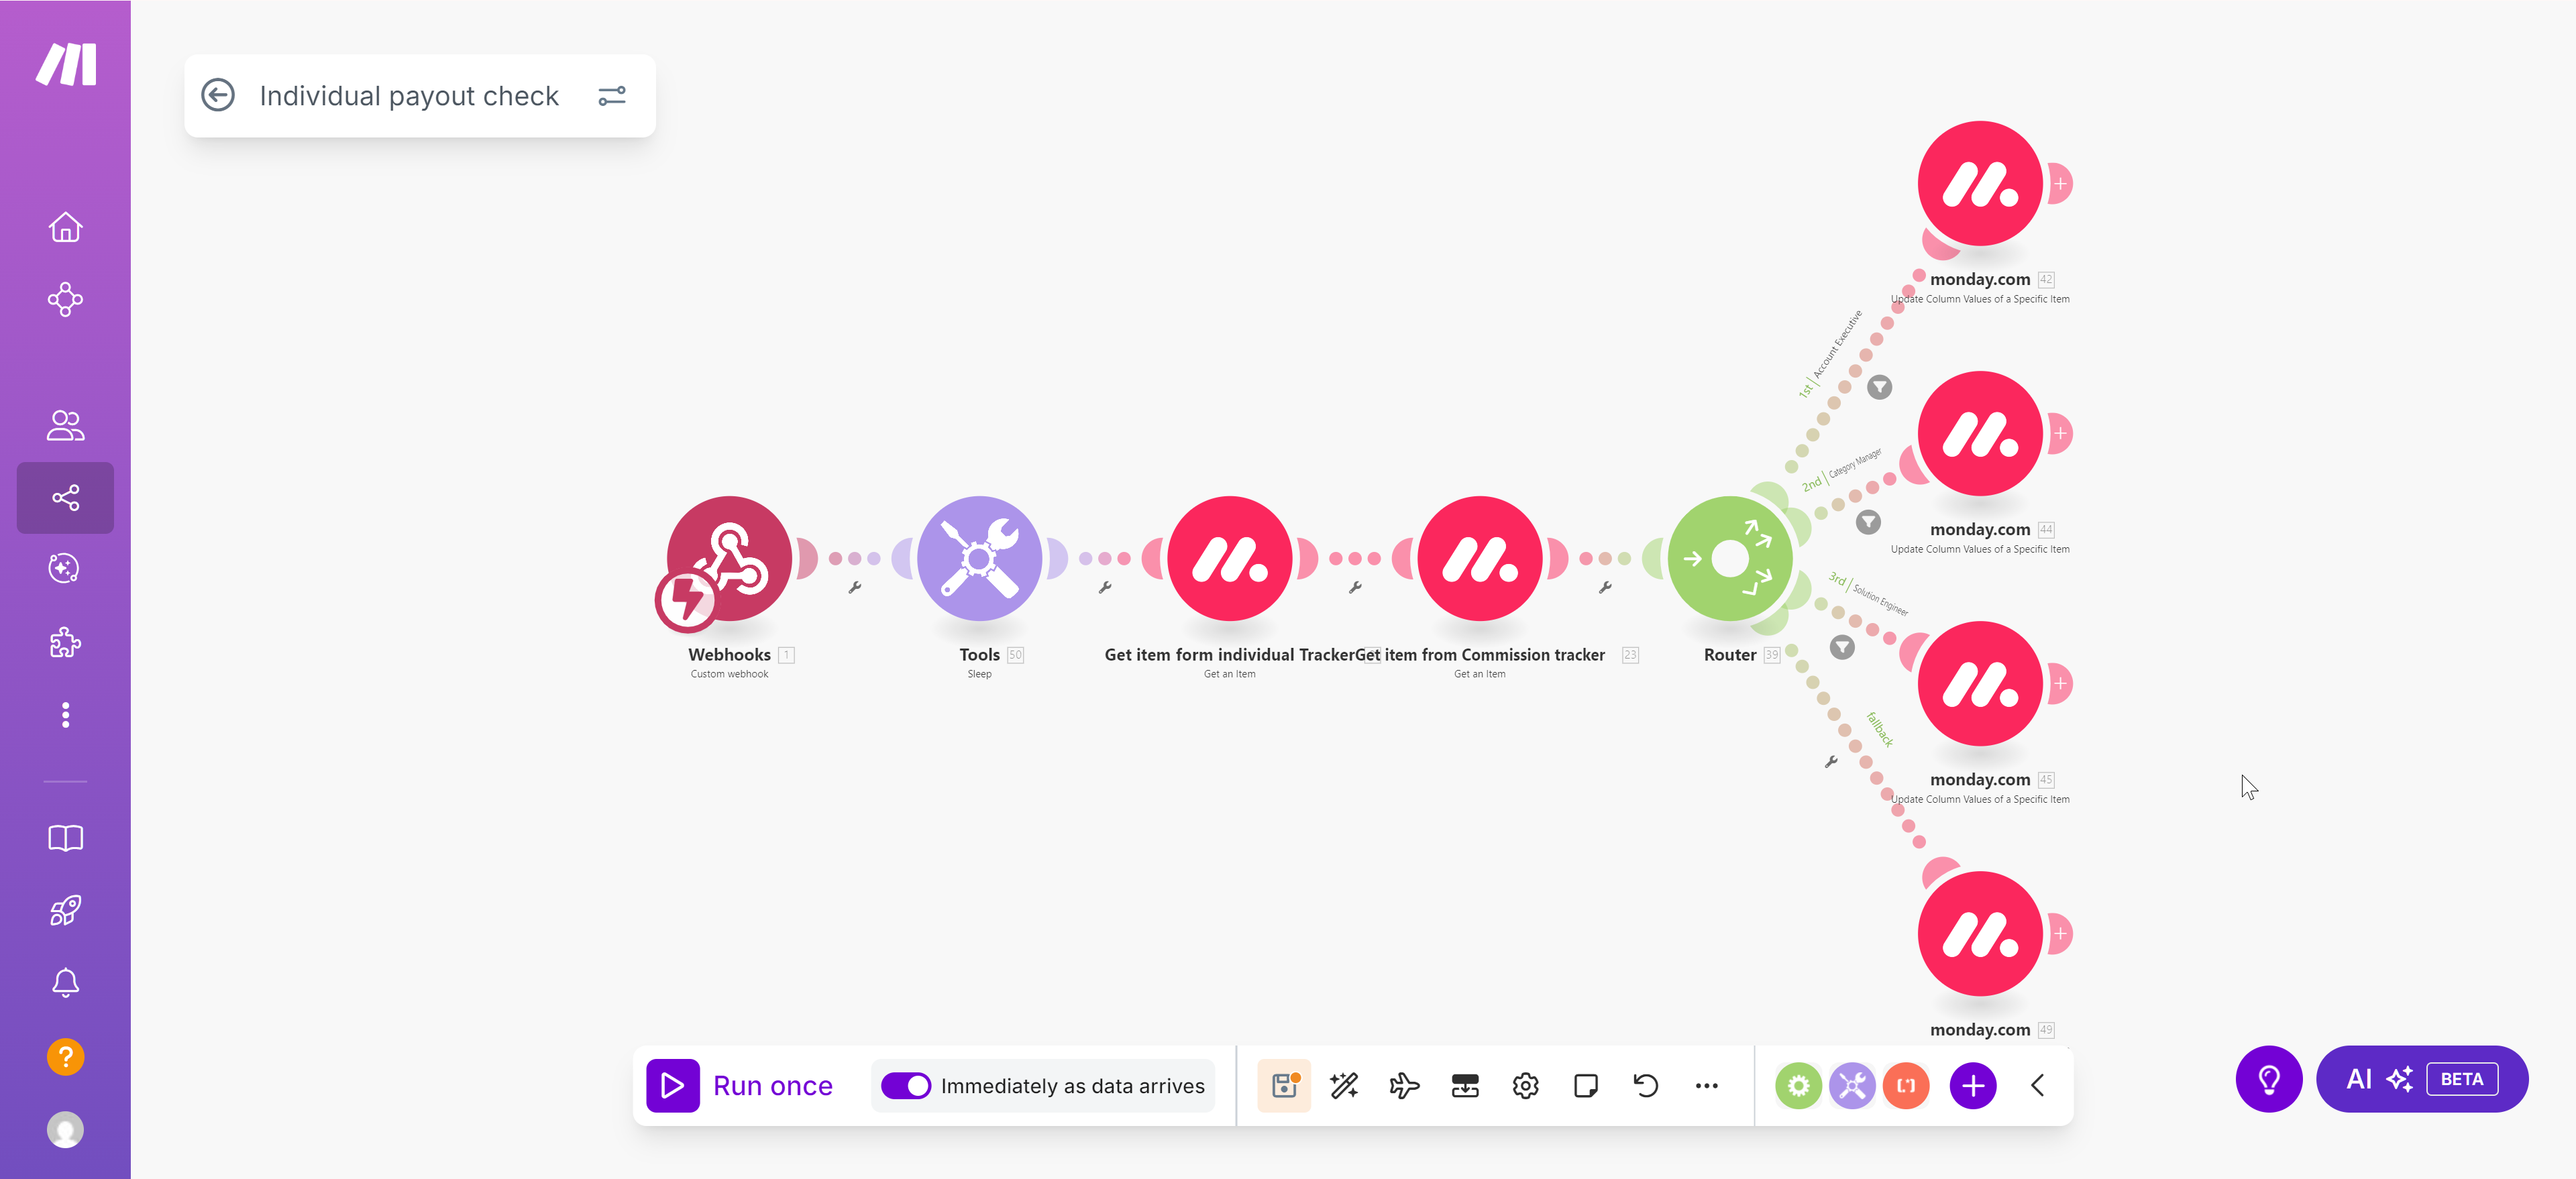 Individual payout check
monday.com 42
Update Column Values of a Specific Item
1st | Account Executive
monday.com 44
Update Column Values of a Specific Item
2nd | Category Manager
3rd | Solution Engineer
Webhooks 1
Custom webhook
Tools 50
Sleep
Get item form individual Tracker
Get an Item
Get item from Commission tracker 23
Get an Item
Router 39
fallback
monday.com 45
Update Column Values of a Specific Item
monday.com 49
Run once
Immediately as data arrives
AI BETA